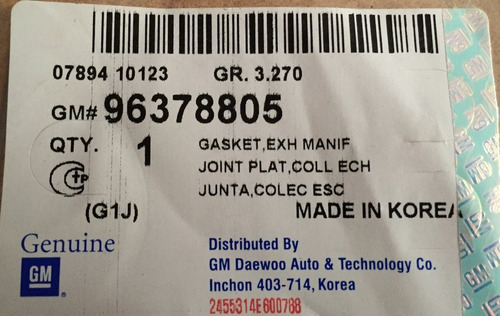 07894 10123 GR. 3.270
GM# 96378805
QTY. 1 GASKET,EXH MANIF
JOINT PLAT,COLL ECH
JUNTA,COLEC ESC
(G1J) MADE IN KOREA
Genuine
GM
Distributed By
GM Daewoo Auto & Technology Co.
Inchon 403-714, Korea
2455314E600788